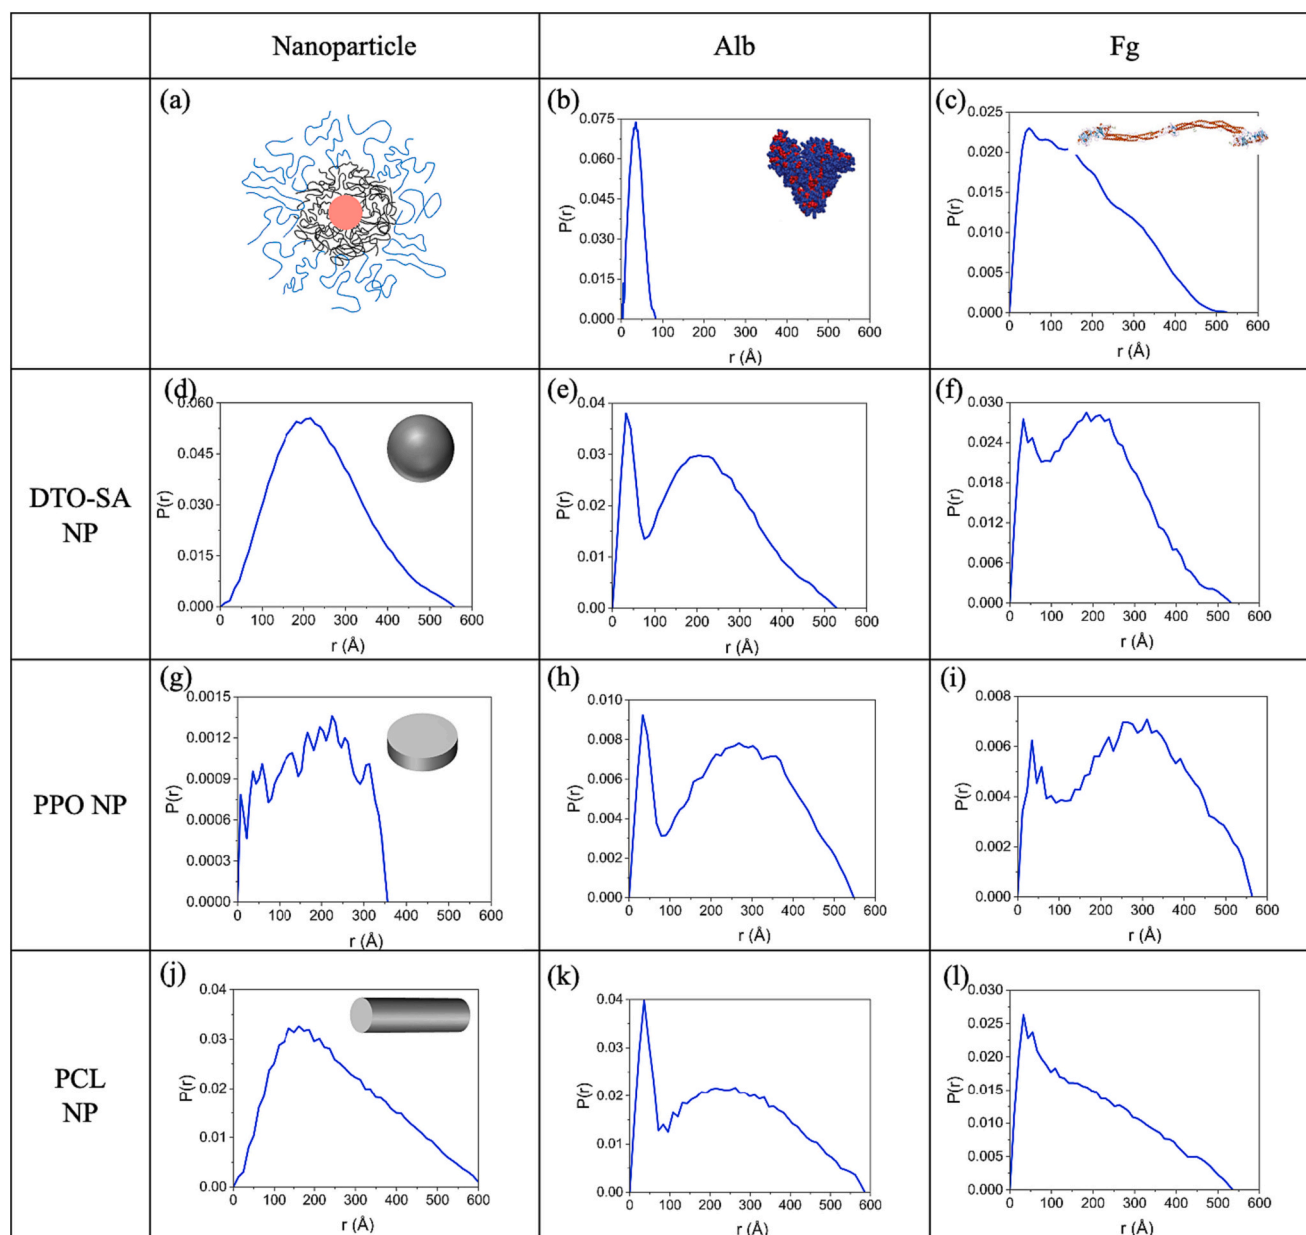 Nanoparticle Alb Fg
(a) (b) (c)
0.075
0.060
0.045
0.030
0.015
0.000
P(r)
0 100 200 300 400 500 600
r (Å)
0.025
0.020
0.015
0.010
0.005
0.000
P(r)
0 100 200 300 400 500 600
r (Å)
DTO-SA
NP
(d)
0.060
0.045
0.030
0.015
0.000
P(r)
0 100 200 300 400 500 600
r (Å)
(e)
0.04
0.03
0.02
0.01
0.00
P(r)
0 100 200 300 400 500 600
r (Å)
(f)
0.030
0.024
0.018
0.012
0.006
0.000
P(r)
0 100 200 300 400 500 600
r (Å)
PPO NP
(g)
0.0015
0.0012
0.0009
0.0006
0.0003
0.0000
P(r)
0 100 200 300 400 500 600
r (Å)
(h)
0.010
0.008
0.006
0.004
0.002
0.000
P(r)
0 100 200 300 400 500 600
r (Å)
(i)
0.008
0.006
0.004
0.002
0.000
P(r)
0 100 200 300 400 500 600
r (Å)
PCL
NP
(j)
0.04
0.03
0.02
0.01
0.00
P(r)
0 100 200 300 400 500 600
r (Å)
(k)
0.04
0.03
0.02
0.01
0.00
P(r)
0 100 200 300 400 500 600
r (Å)
(l)
0.030
0.025
0.020
0.015
0.010
0.005
0.000
P(r)
0 100 200 300 400 500 600
r (Å)